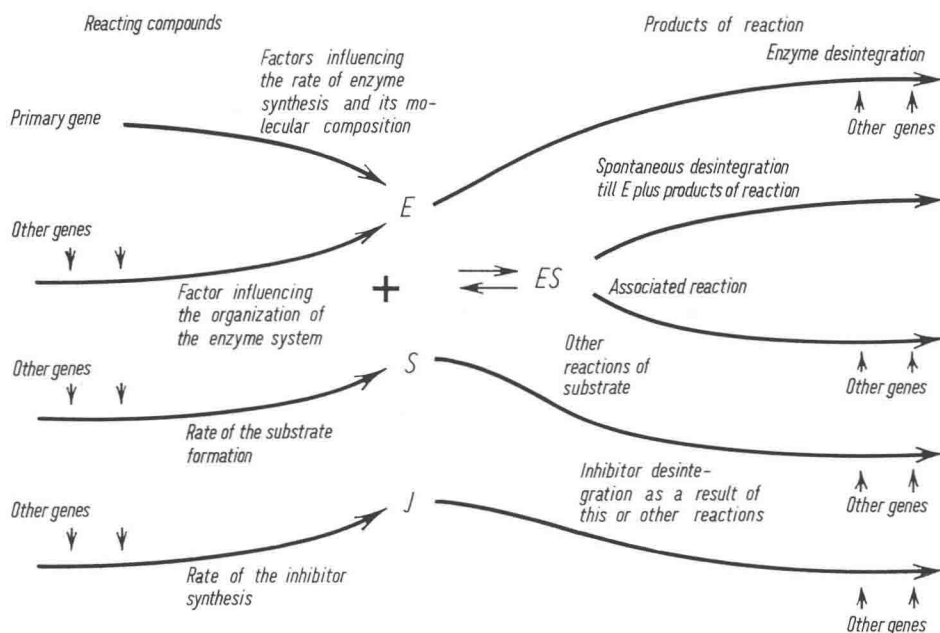 Reacting compounds
Products of reaction
Factors influencing
the rate of enzyme
synthesis and its mo-
lecular composition
Enzyme desintegration
Primary gene
Other genes
Spontaneous desintegration
till E plus products of reaction
E
Other genes
+
ES
Factor influencing
the organization of
the enzyme system
Associated reaction
Other
reactions of
substrate
Other genes
S
Other genes
Rate of the substrate
formation
Inhibitor desinte-
gration as a result of
this or other reactions
Other genes
Other genes
J
Rate of the inhibitor
synthesis
Other genes